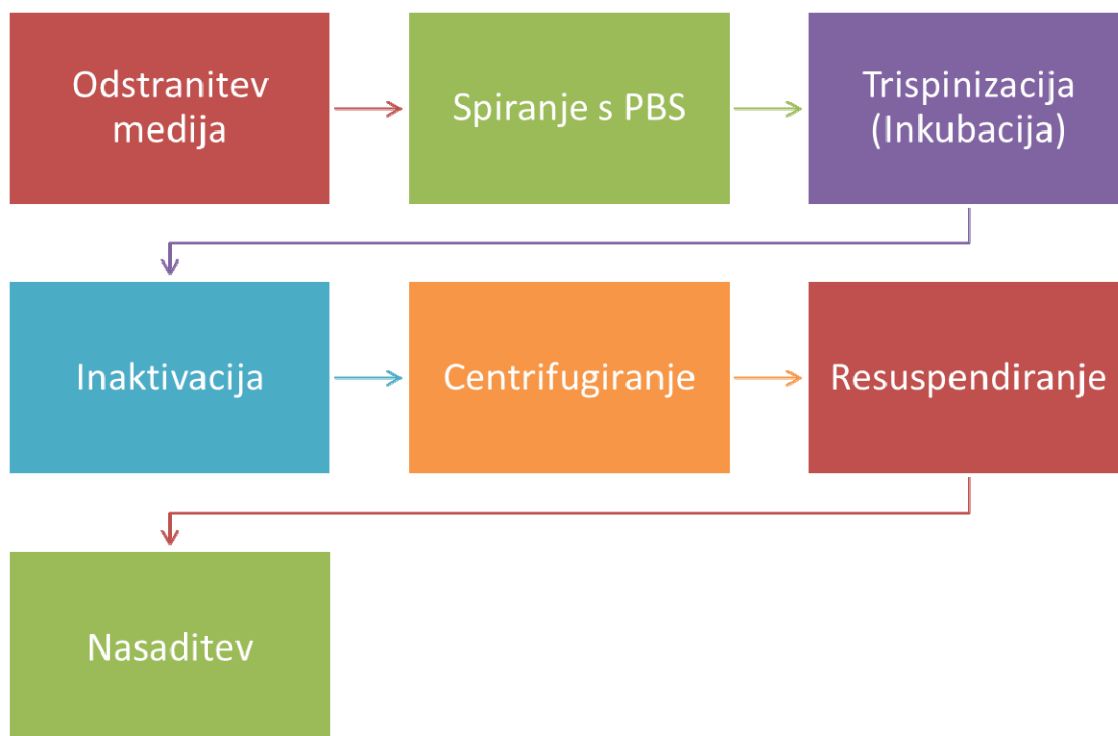 Odstranitev
medija
Spiranje s PBS
Trispinizacija
(Inkubacija)
Inaktivacija
Centrifugiranje
Resuspendiranje
Nasaditev